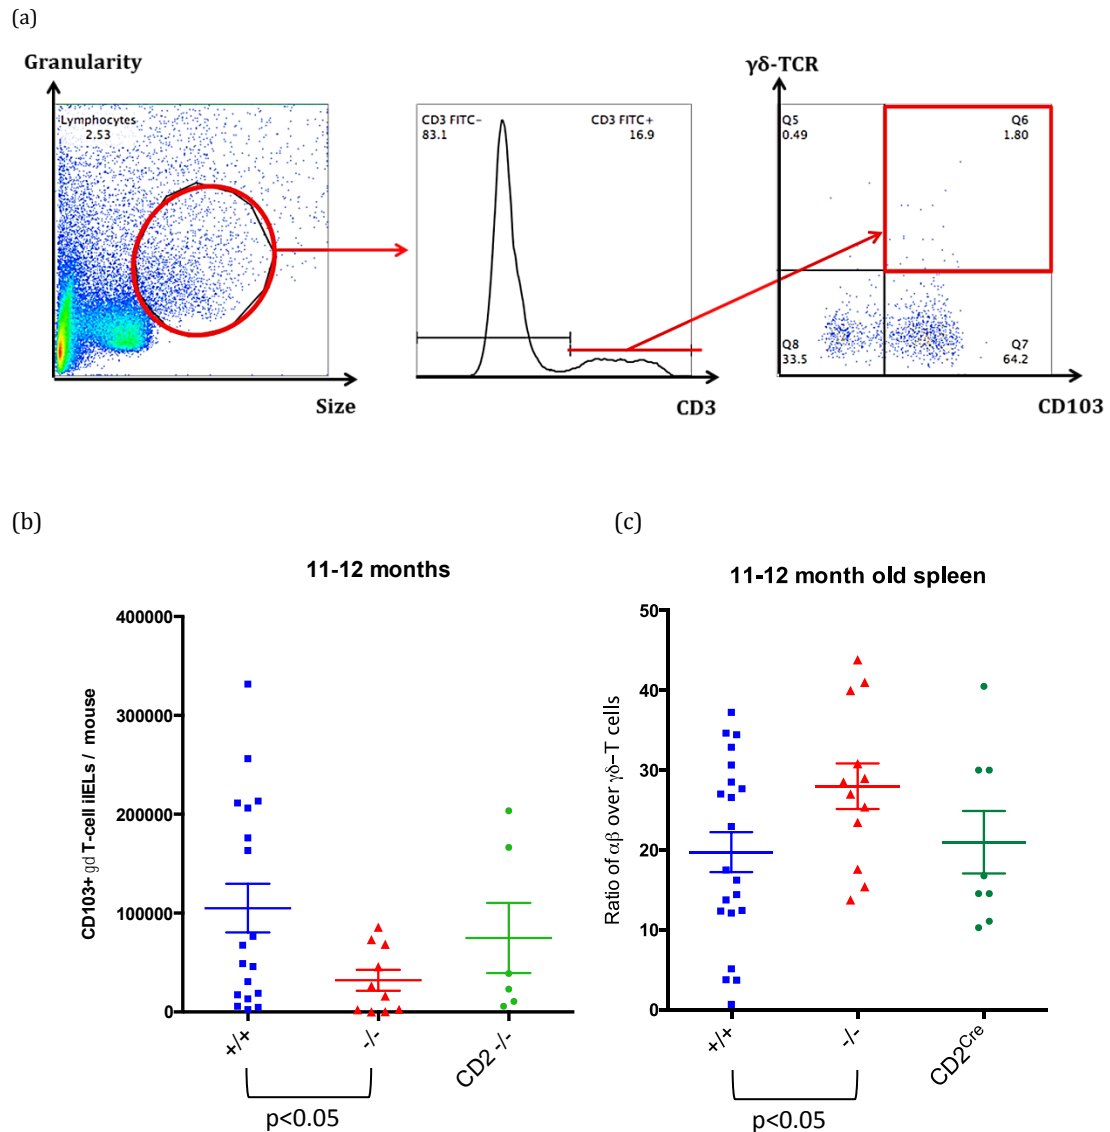 (a)
Granularity
Lymphocytes
2.53
Size
CD3 FITC-
83.1
CD3 FITC+
16.9
CD3
γδ-TCR
Q5
0.49
Q6
1.80
Q8
33.5
Q7
64.2
CD103
(b)
11-12 months
CD103+ gd T-cell iIELs / mouse
400000
300000
200000
100000
0
+/+
-/-
CD2 -/-
p<0.05
(c)
11-12 month old spleen
Ratio of αβ over γδ-T cells
50
40
30
20
10
0
+/+
-/-
CD2Cre
p<0.05